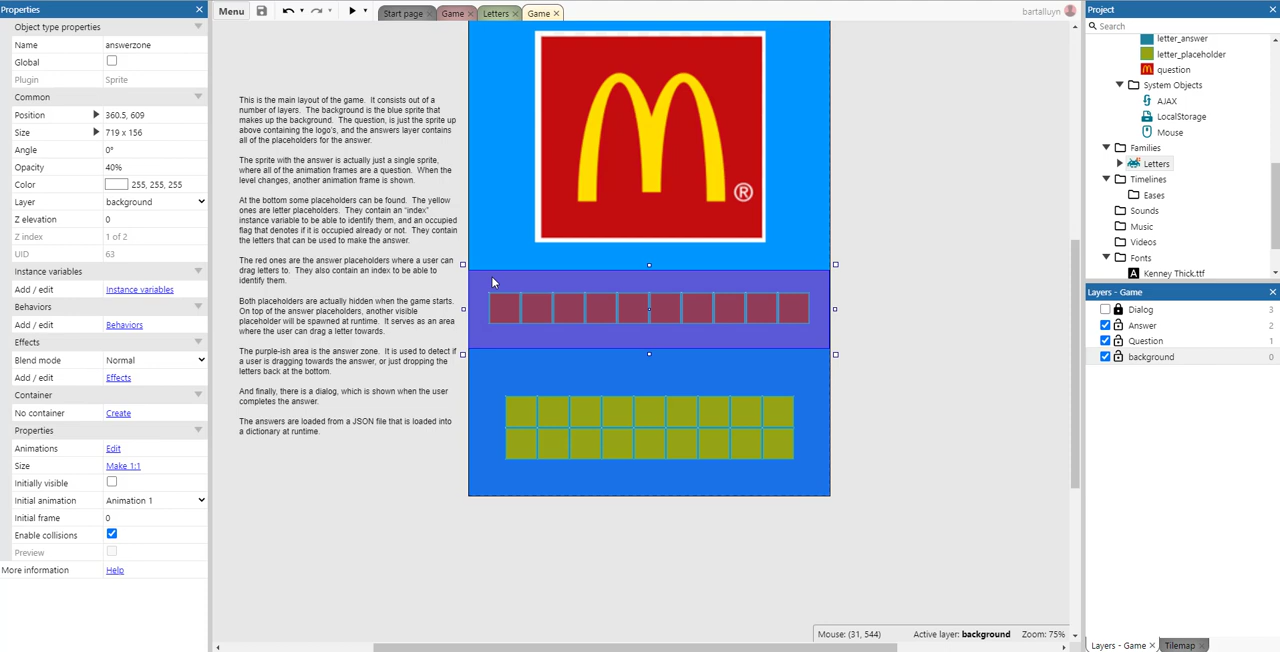 Properties
Object type properties
Name answerzone
Global
Plugin Sprite
Common
Position 360.5, 609
Size 719 x 156
Angle 0°
Opacity 40%
Color 255, 255, 255
Layer background
Z elevation 0
Z index 1 of 2
UID 63
Instance variables
Add / edit Instance variables
Behaviors
Add / edit Behaviors
Effects
Blend mode Normal
Add / edit Effects
Container
No container Create
Properties
Animations Edit
Size Make 1:1
Initially visible
Initial animation Animation 1
Initial frame 0
Enable collisions
Preview
More information Help
Menu
Start page
Game
Letters
Game
bartalluyn
This is the main layout of the game. It consists out of a
number of layers. The background is the blue sprite that
makes up the background. The question, is just the sprite up
above containing the logo's, and the answers layer contains
all of the placeholders for the answer.
The sprite with the answer is actually just a single sprite,
where all of the animation frames are a question. When the
level changes, another animation frame is shown.
At the bottom some placeholders can be found. The yellow
ones are letter placeholders. They contain an "index"
instance variable to be able to identify them, and an occupied
flag that denotes if it is occupied already or not. They contain
the letters that can be used to make the answer.
The red ones are the answer placeholders where a user can
drag letters to. They also contain an index to be able to
identify them.
Both placeholders are actually hidden when the game starts.
On top of the answer placeholders, another visible
placeholder will be spawned at runtime. It serves as an area
where the user can drag a letter towards.
The purple-ish area is the answer zone. It is used to detect if
a user is dragging towards the answer, or just dropping the
letters back at the bottom.
And finally, there is a dialog, which is shown when the user
completes the answer.
The answers are loaded from a JSON file that is loaded into
a dictionary at runtime.
®
Mouse: (31, 544) Active layer: background Zoom: 75%
Project
Search
letter_answer
letter_placeholder
question
System Objects
AJAX
LocalStorage
Mouse
Families
Letters
Timelines
Eases
Sounds
Music
Videos
Fonts
Kenney Thick.ttf
Layers - Game
Dialog 3
Answer 2
Question 1
background 0
Layers - Game
Tilemap